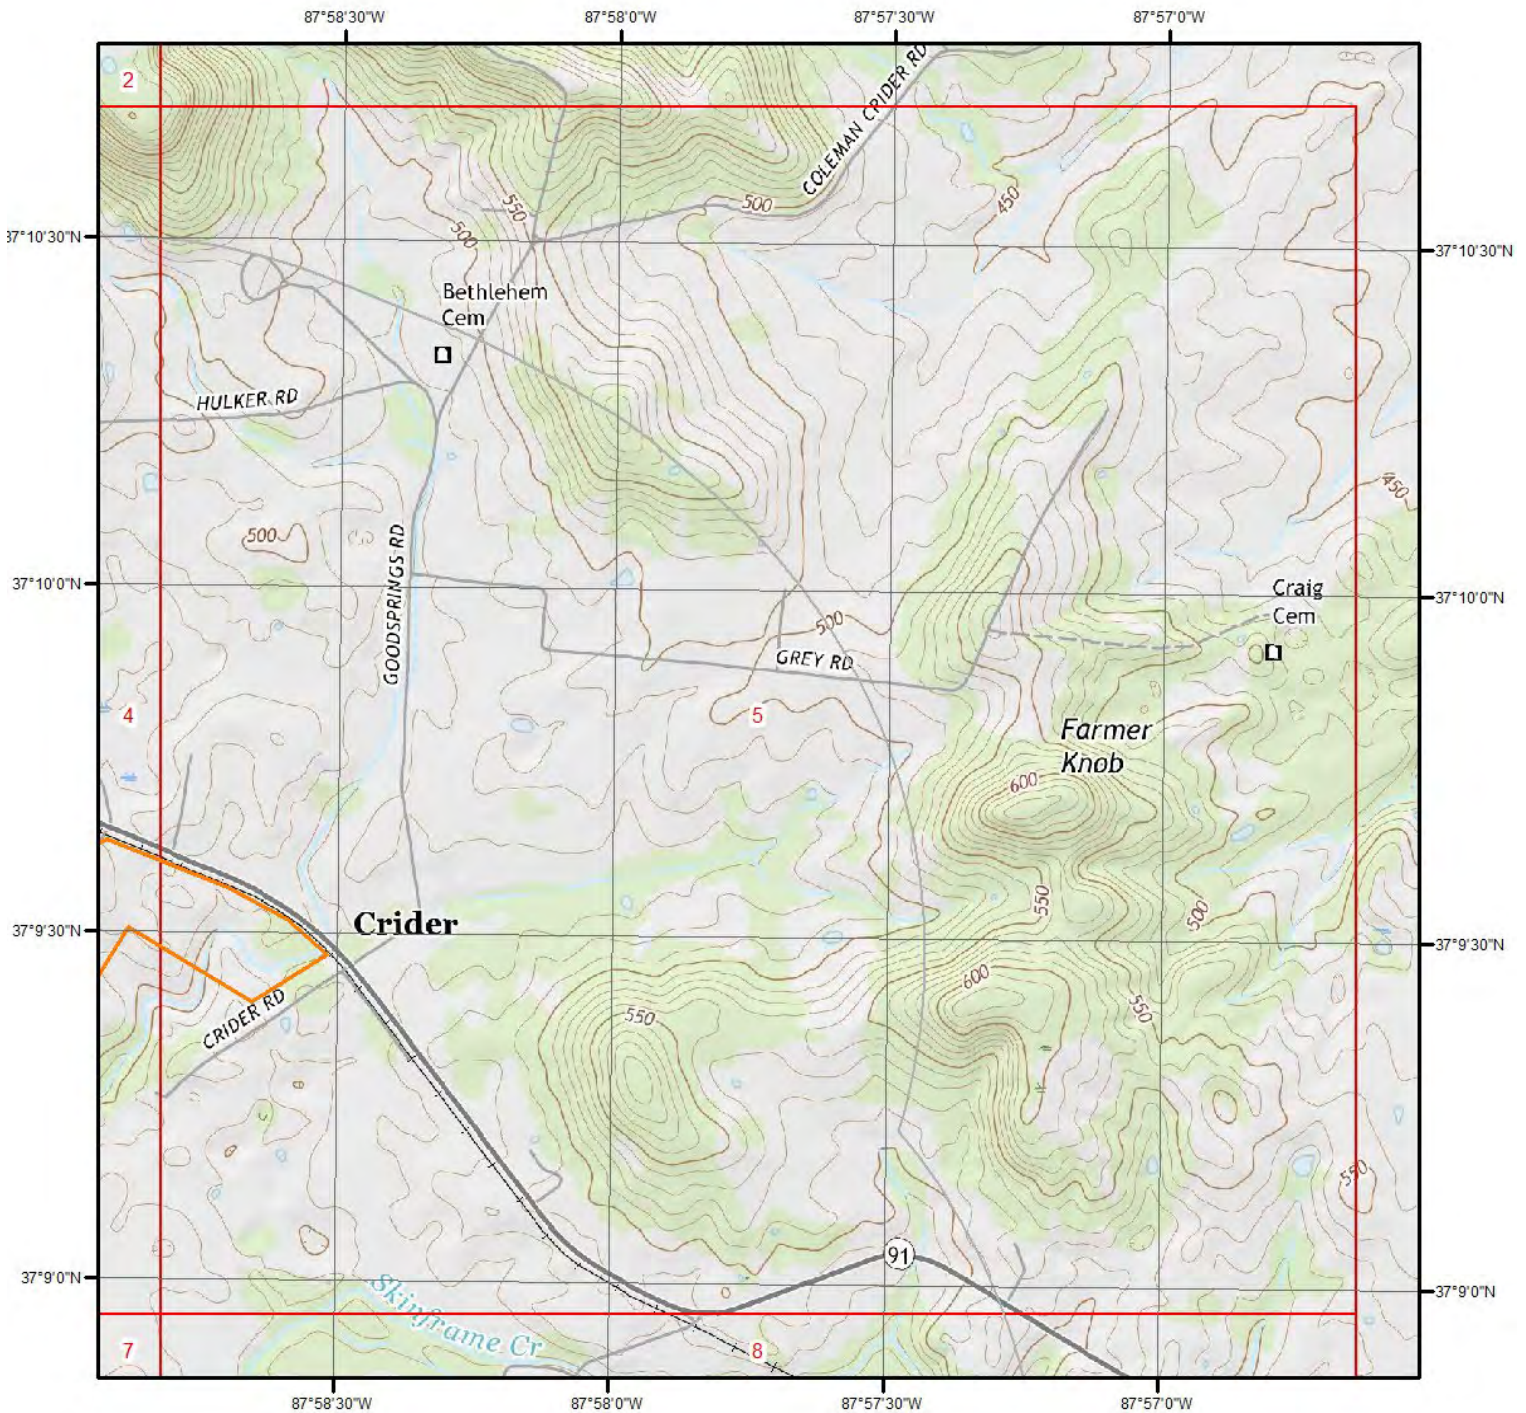 87°58'30"W
87°58'0"W
87°57'30"W
87°57'0"W
2
COLEMAN CRIDER RD
550
500
500
450
37°10'30"N
37°10'30"N
Bethlehem
Cem
HULKER RD
450
500
GOODSPRINGS RD
37°10'0"N
37°10'0"N
Craig
Cem
500
GREY RD
4
5
Farmer
Knob
600
550
500
Crider
37°9'30"N
37°9'30"N
600
550
550
CRIDER RD
550
91
37°9'0"N
37°9'0"N
Skinframe Cr
7
8
87°58'30"W
87°58'0"W
87°57'30"W
87°57'0"W